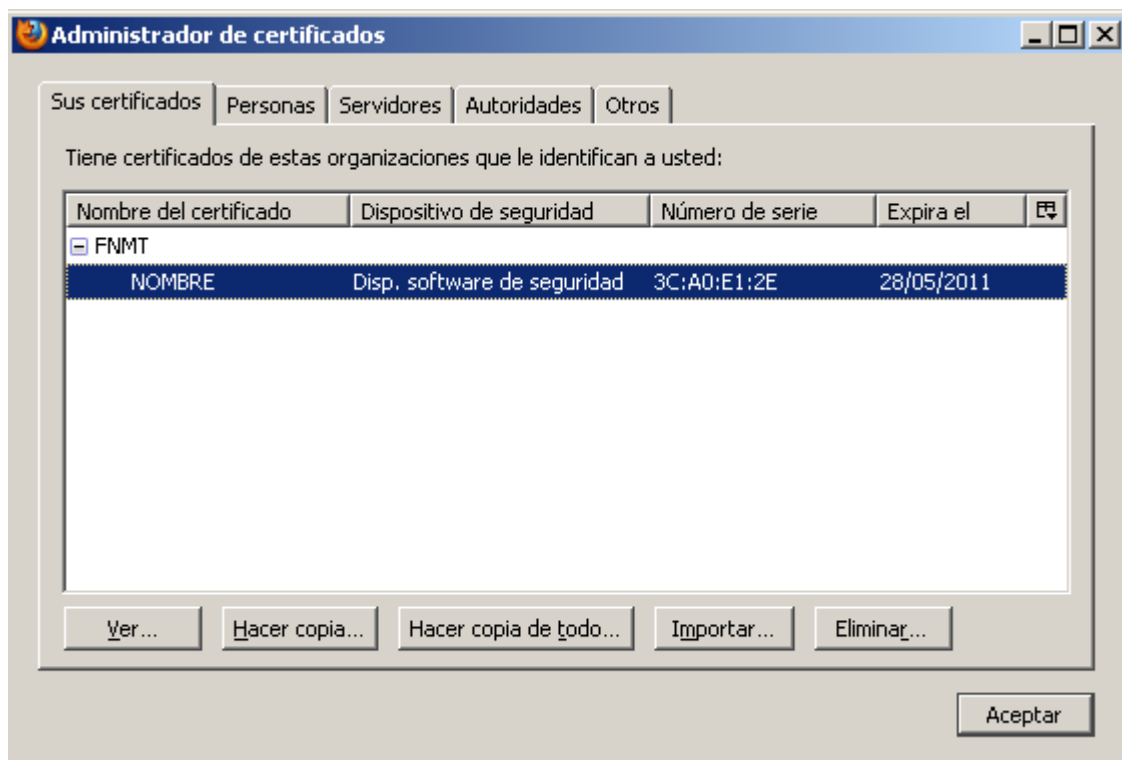 Administrador de certificados
Sus certificados Personas Servidores Autoridades Otros
Tiene certificados de estas organizaciones que le identifican a usted:
Nombre del certificado Dispositivo de seguridad Número de serie Expira el
FNMT
NOMBRE Disp. software de seguridad 3C:A0:E1:2E 28/05/2011
Ver... Hacer copia... Hacer copia de todo... Importar... Eliminar...
Aceptar